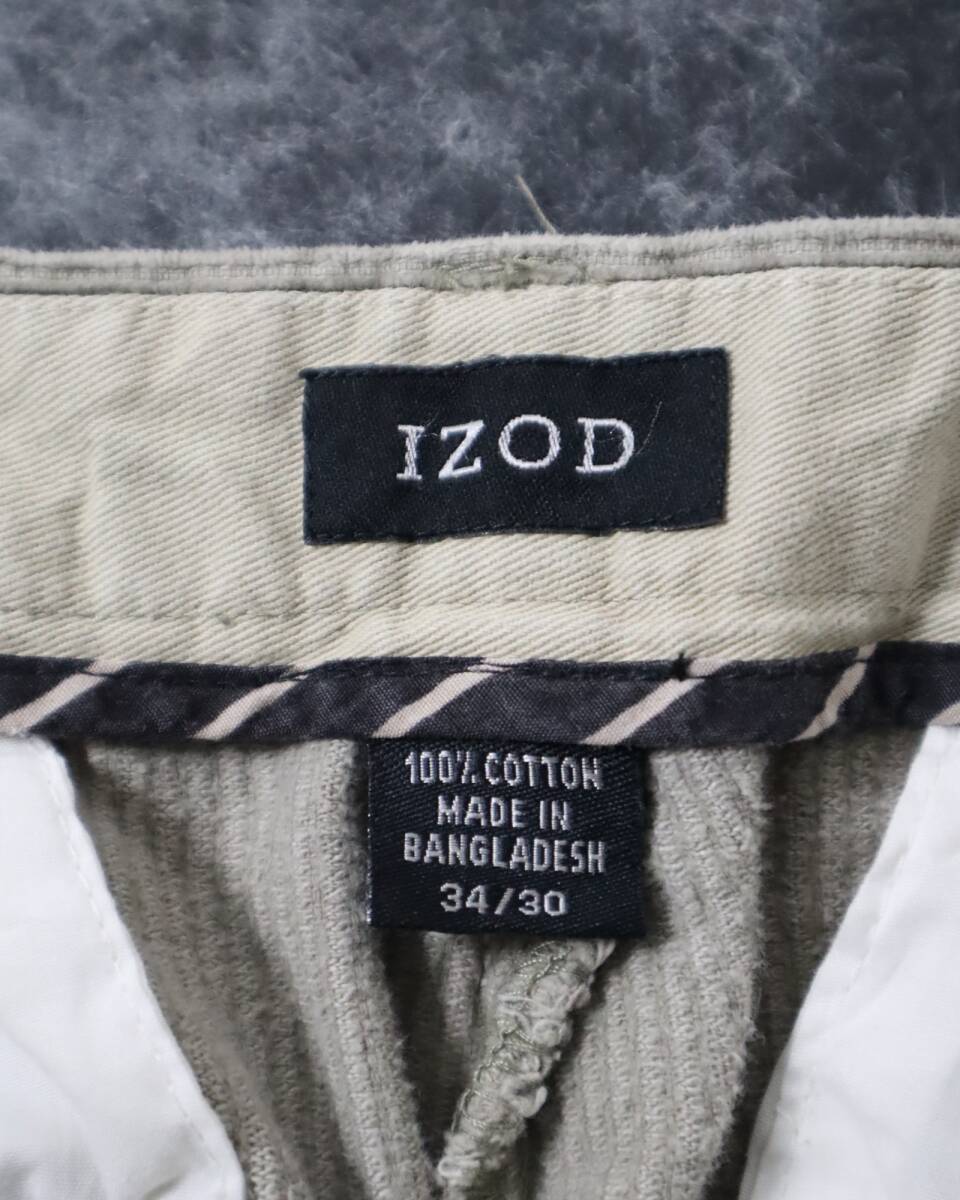 IZOD
100% COTTON
MADE IN
BANGLADESH
34/30